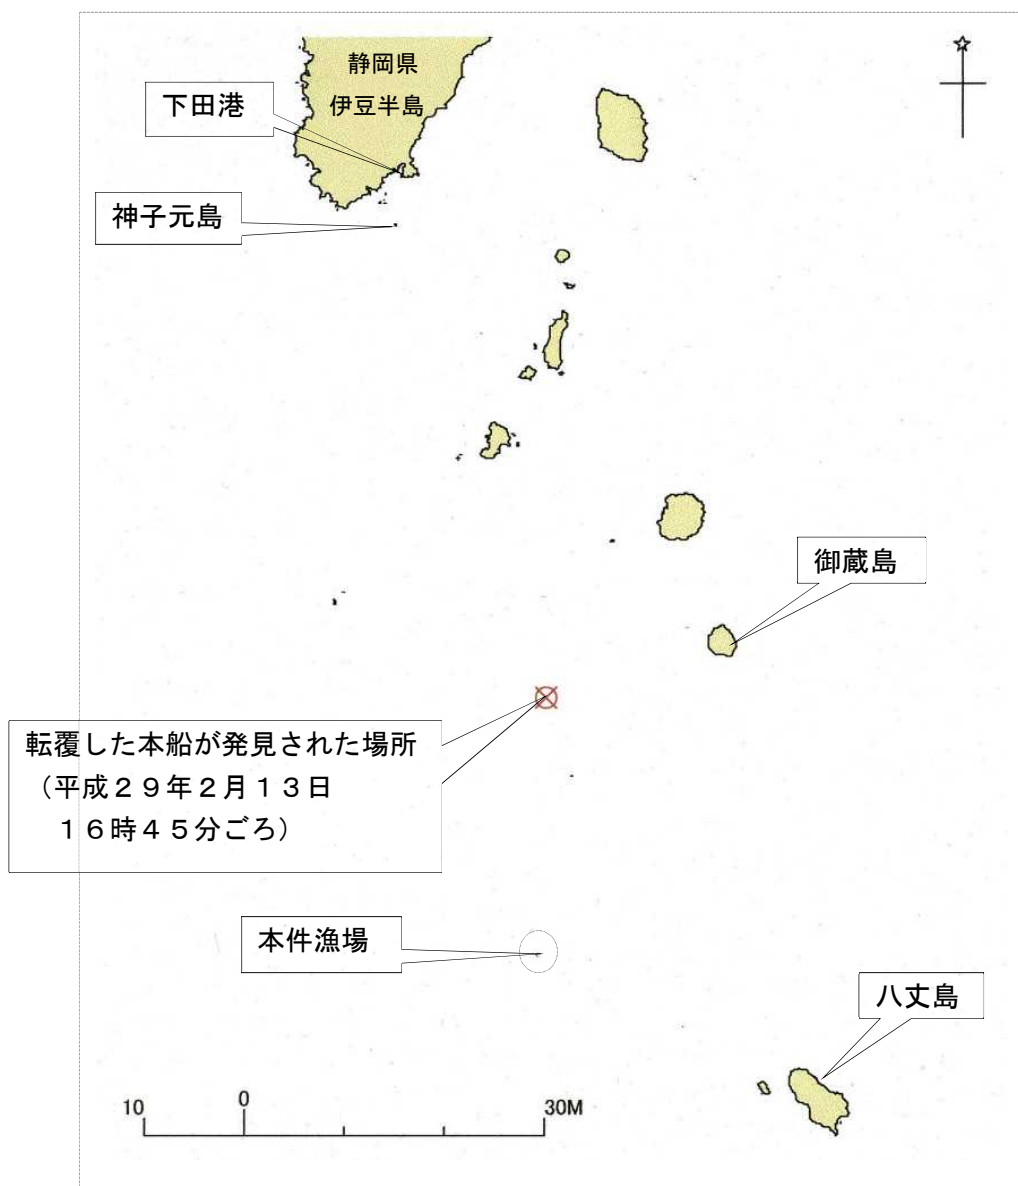 静岡県
伊豆半島
下田港
神子元島
御蔵島
転覆した本船が発見された場所
（平成２９年２月１３日
１６時４５分ごろ）
本件漁場
八丈島
10 0 30M